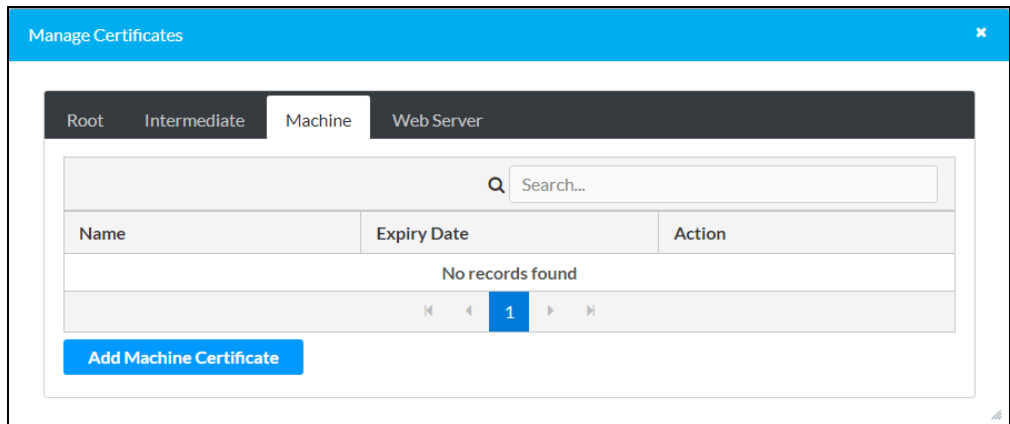 Manage Certificates
Root Intermediate Machine Web Server
Search...
Name Expiry Date Action
No records found
1
Add Machine Certificate